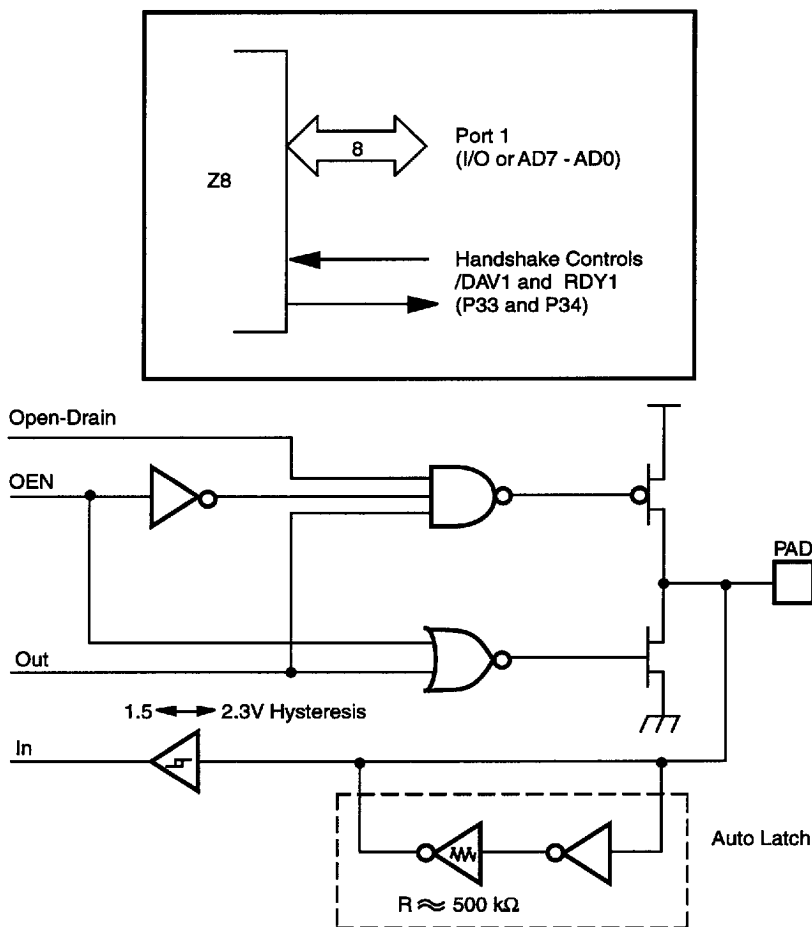 Z8
8
Port 1
(I/O or AD7 - AD0)
Handshake Controls
/DAV1 and RDY1
(P33 and P34)
Open-Drain
OEN
PAD
Out
1.5 2.3V Hysteresis
In
Auto Latch
R ≈ 500 kΩ